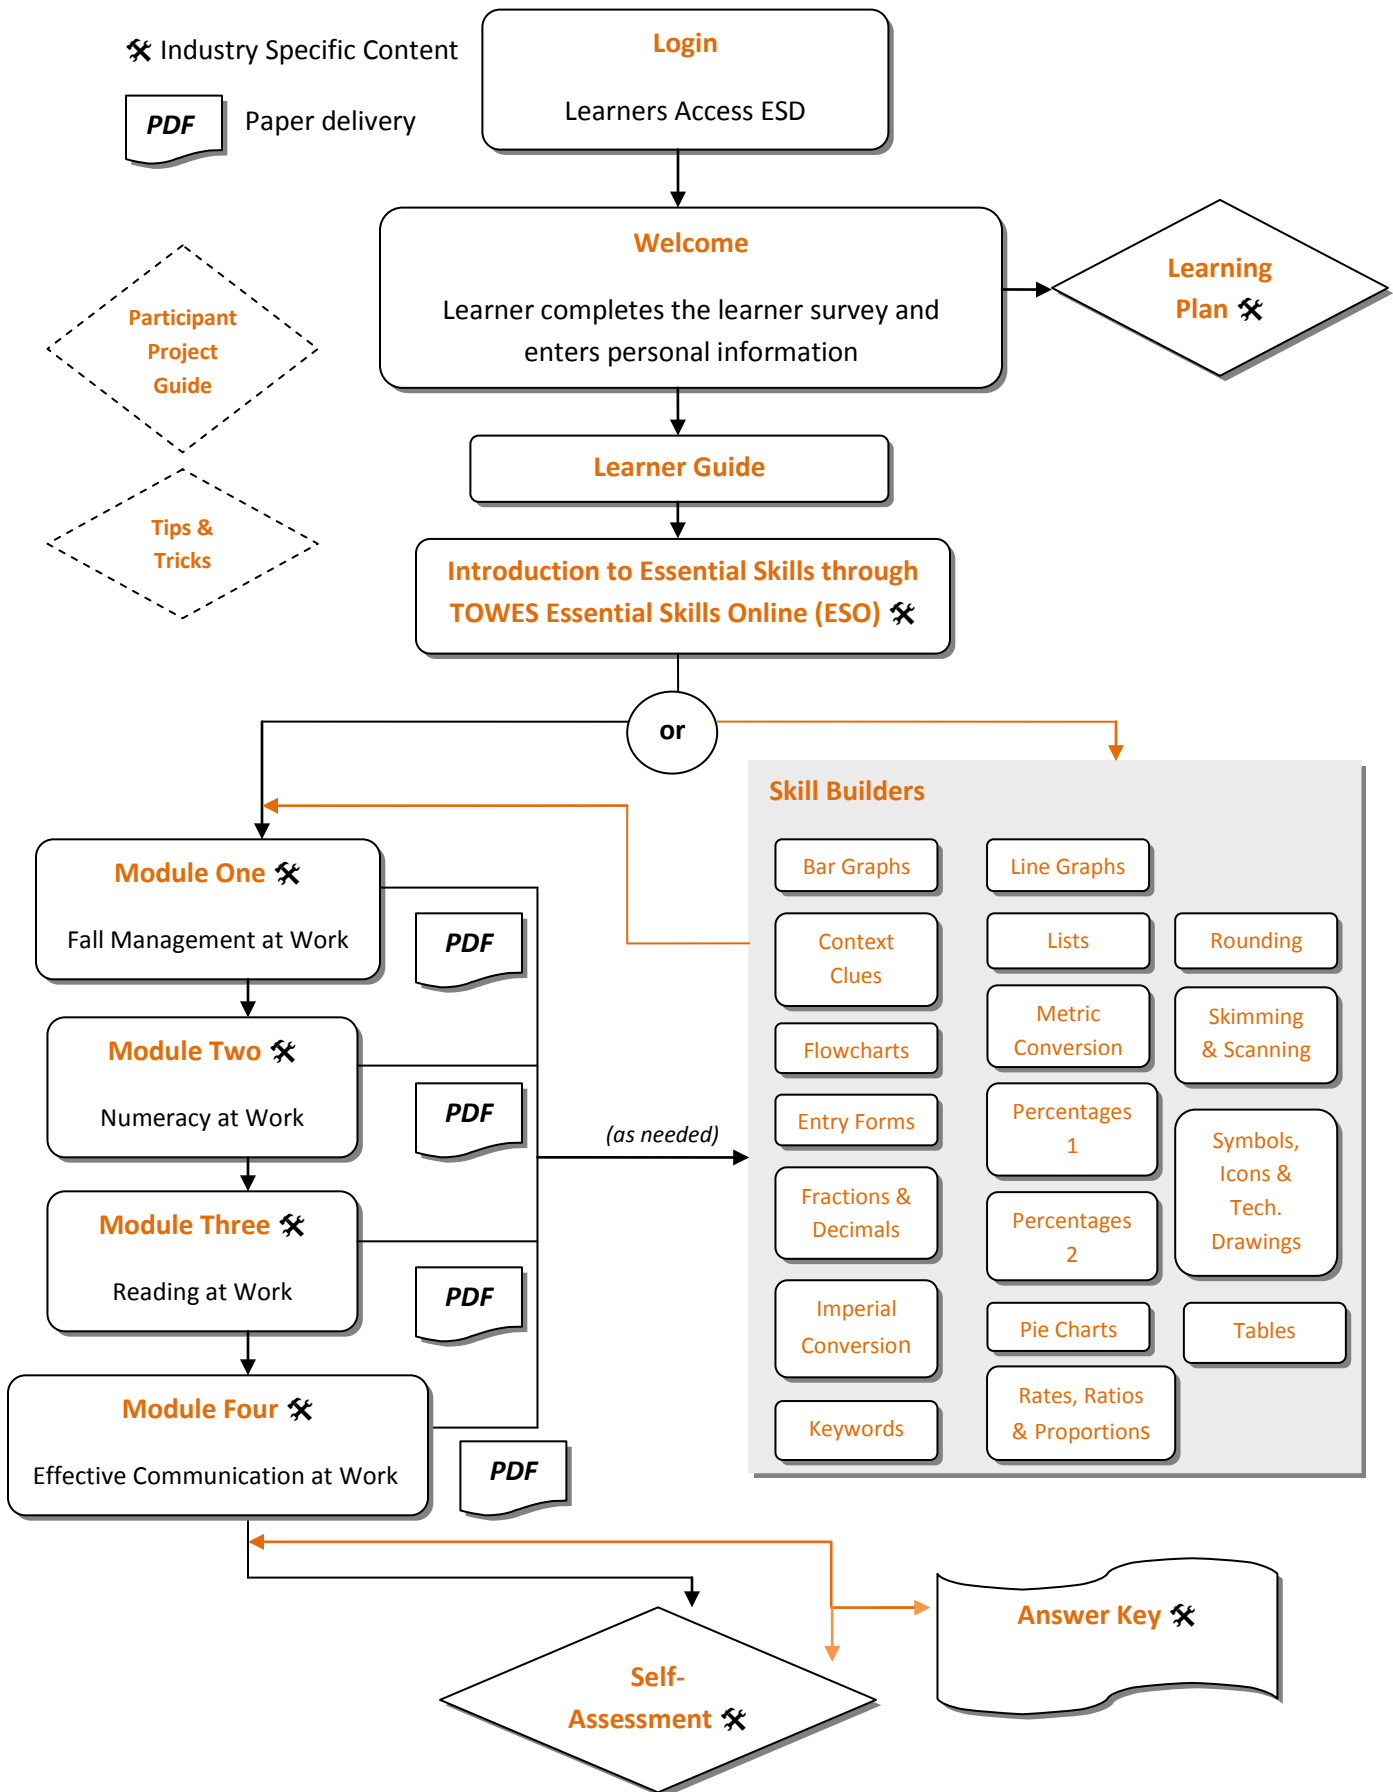 🛠 Industry Specific Content
PDF Paper delivery
Login
Learners Access ESD
Welcome
Learner completes the learner survey and
enters personal information
Learning
Plan 🛠
Participant
Project
Guide
Tips &
Tricks
Learner Guide
Introduction to Essential Skills through
TOWES Essential Skills Online (ESO) 🛠
or
Module One 🛠
Fall Management at Work
PDF
Module Two 🛠
Numeracy at Work
PDF
Module Three 🛠
Reading at Work
PDF
Module Four 🛠
Effective Communication at Work
PDF
(as needed)
Skill Builders
Bar Graphs
Context
Clues
Flowcharts
Entry Forms
Fractions &
Decimals
Imperial
Conversion
Keywords
Line Graphs
Lists
Metric
Conversion
Percentages
1
Percentages
2
Pie Charts
Rates, Ratios
& Proportions
Rounding
Skimming
& Scanning
Symbols,
Icons &
Tech.
Drawings
Tables
Answer Key 🛠
Self-
Assessment 🛠